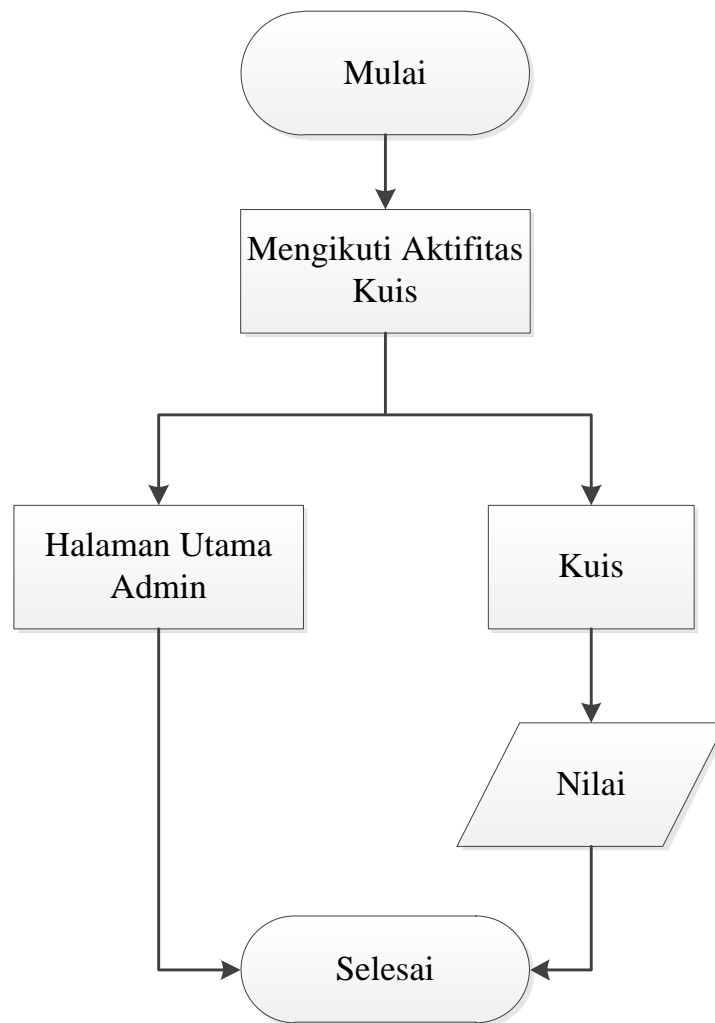 Mulai
Mengikuti Aktifitas
Kuis
Halaman Utama
Admin
Kuis
Nilai
Selesai